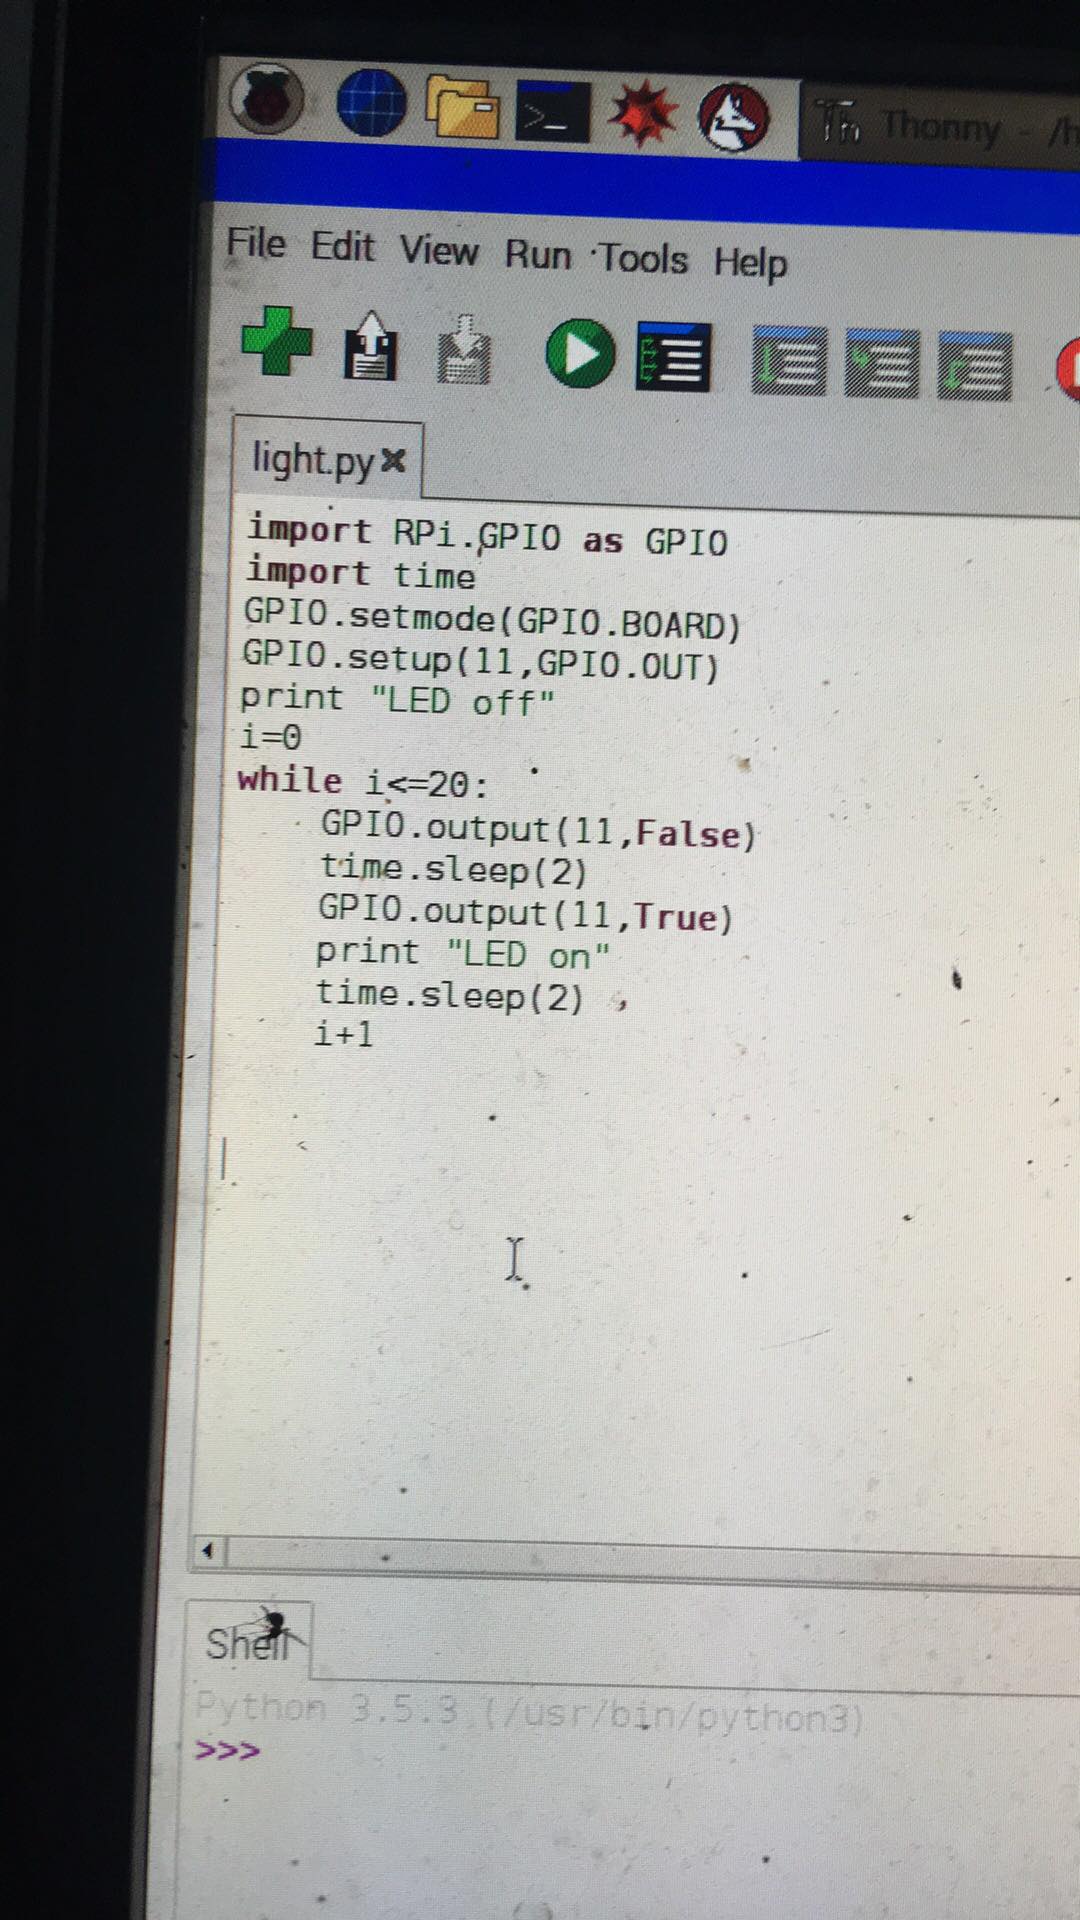 Thonny - /h
File Edit View Run Tools Help
light.py
import RPi.GPIO as GPIO
import time
GPIO.setmode(GPIO.BOARD)
GPIO.setup(11,GPIO.OUT)
print "LED off"
i=0
while i<=20:
    GPIO.output(11,False)
    time.sleep(2)
    GPIO.output(11,True)
    print "LED on"
    time.sleep(2)
    i+1
Shell
Python 3.5.3 (/usr/bin/python3)
>>>